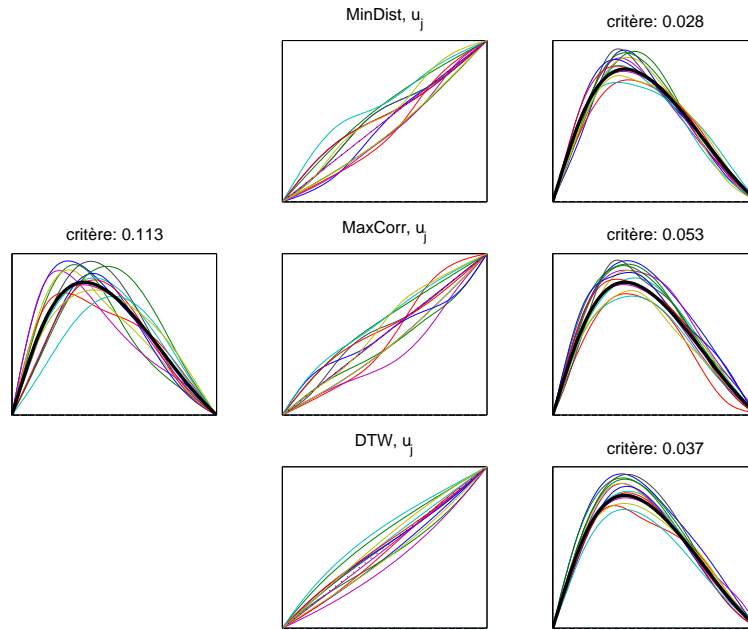 MinDist, u_j
critère: 0.028
critère: 0.113
MaxCorr, u_j
critère: 0.053
DTW, u_j
critère: 0.037